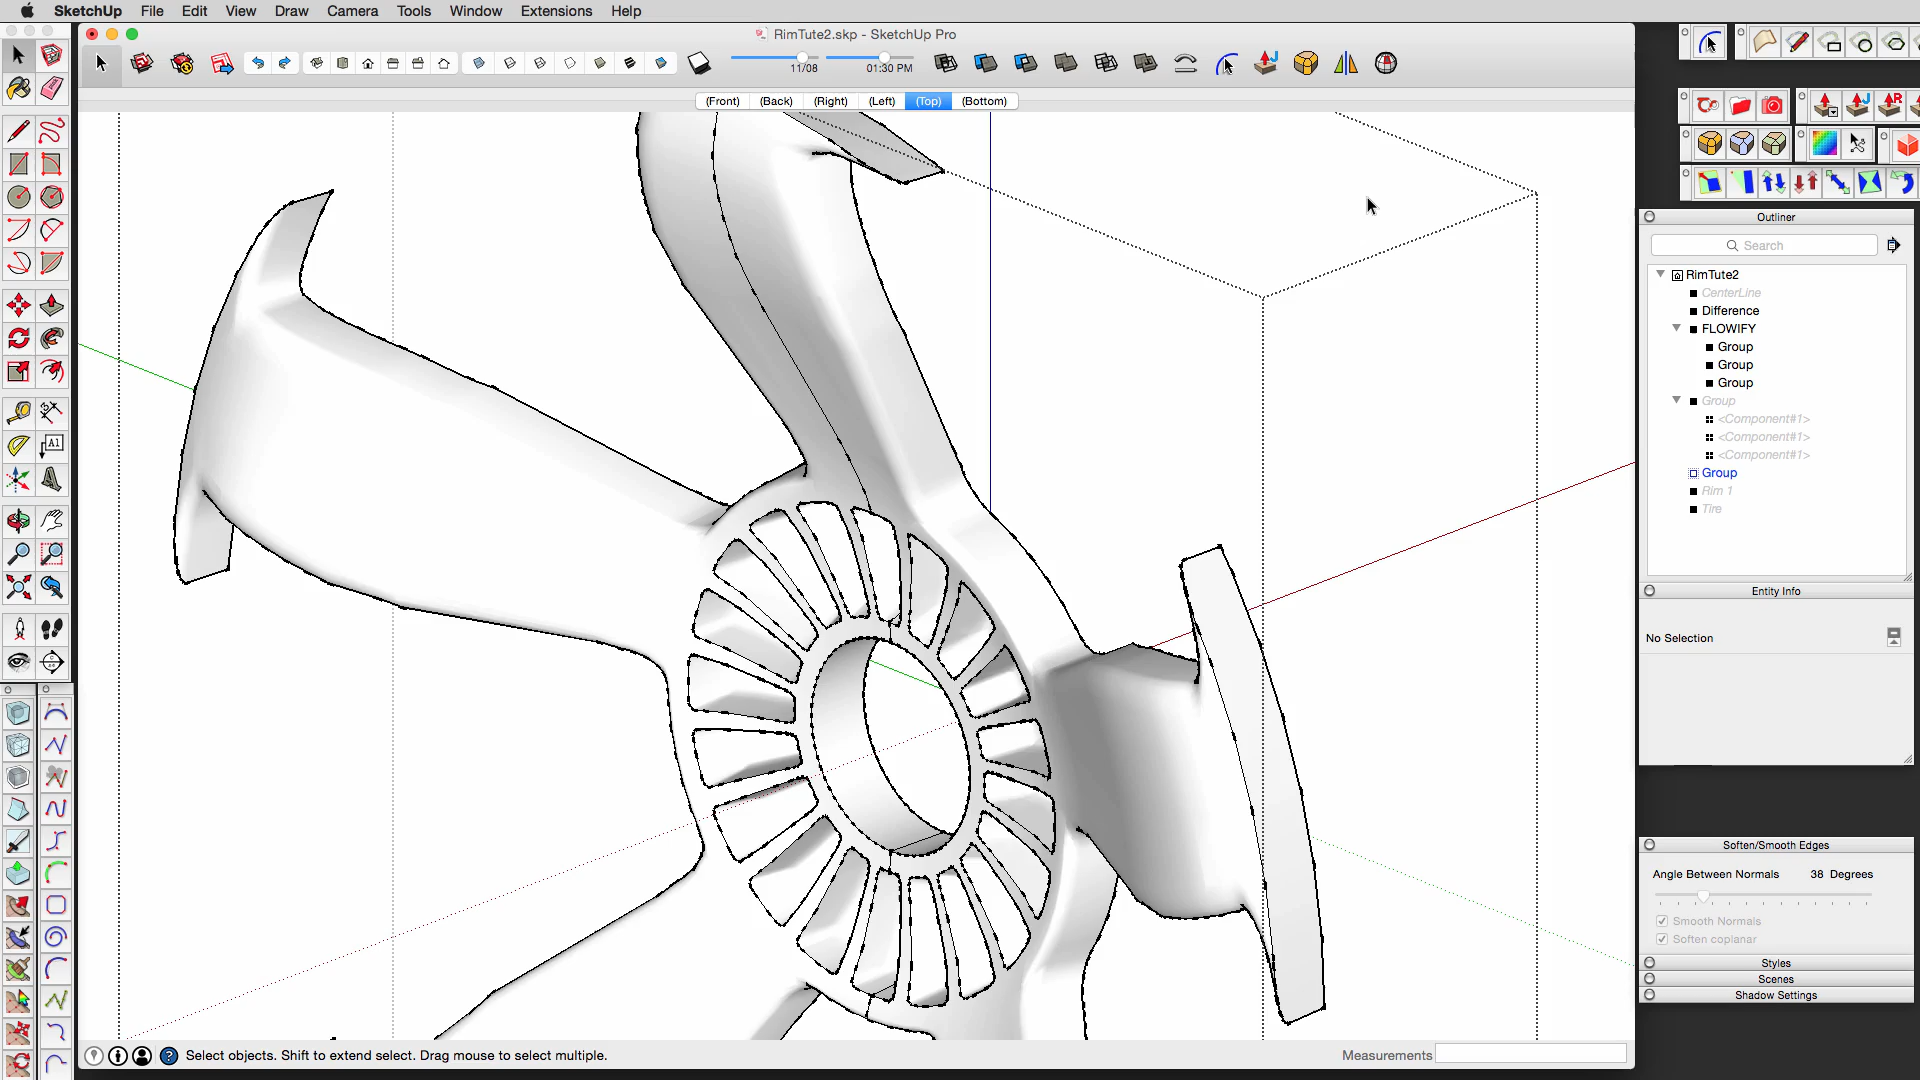 SketchUp File Edit View Draw Camera Tools Window Extensions Help
RimTute2.skp - SketchUp Pro
11/08 01:30 PM
(Front) (Back) (Right) (Left) (Top) (Bottom)
A1
Outliner
Search
RimTute2
CenterLine
Difference
FLOWIFY
Group
Group
Group
Group
<Component#1>
<Component#1>
<Component#1>
Group
Rim 1
Tire
Entity Info
No Selection
Soften/Smooth Edges
Angle Between Normals 38 Degrees
Smooth Normals
Soften coplanar
Styles
Scenes
Shadow Settings
Select objects. Shift to extend select. Drag mouse to select multiple.
Measurements